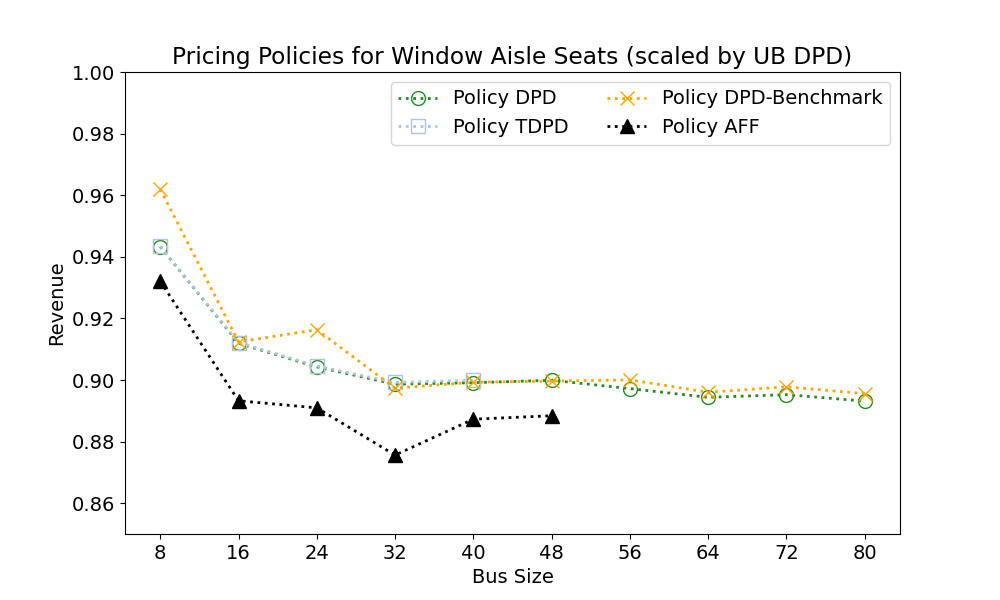 Pricing Policies for Window Aisle Seats (scaled by UB DPD)
Policy DPD
Policy TDPD
Policy DPD-Benchmark
Policy AFF
Revenue
1.00
0.98
0.96
0.94
0.92
0.90
0.88
0.86
8 16 24 32 40 48 56 64 72 80
Bus Size